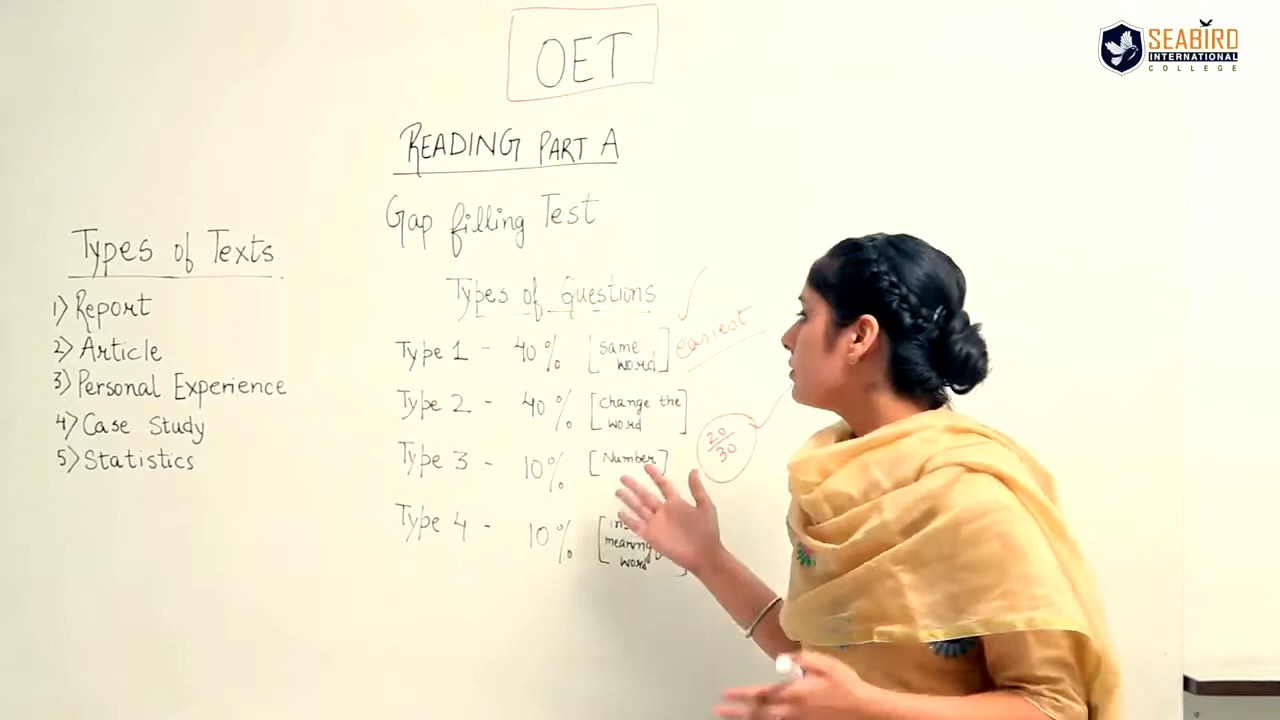 OET
READING PART A
Gap filling Test
Types of Texts
1) Report
2) Article
3) Personal Experience
4) Case Study
5) Statistics
Types of Questions
Type 1 - 40% [same word] easiest
Type 2 - 40% [change the word]
20/30
Type 3 - 10% [Number]
Type 4 - 10% [meaning word]
SEABIRD
INTERNATIONAL
COLLEGE